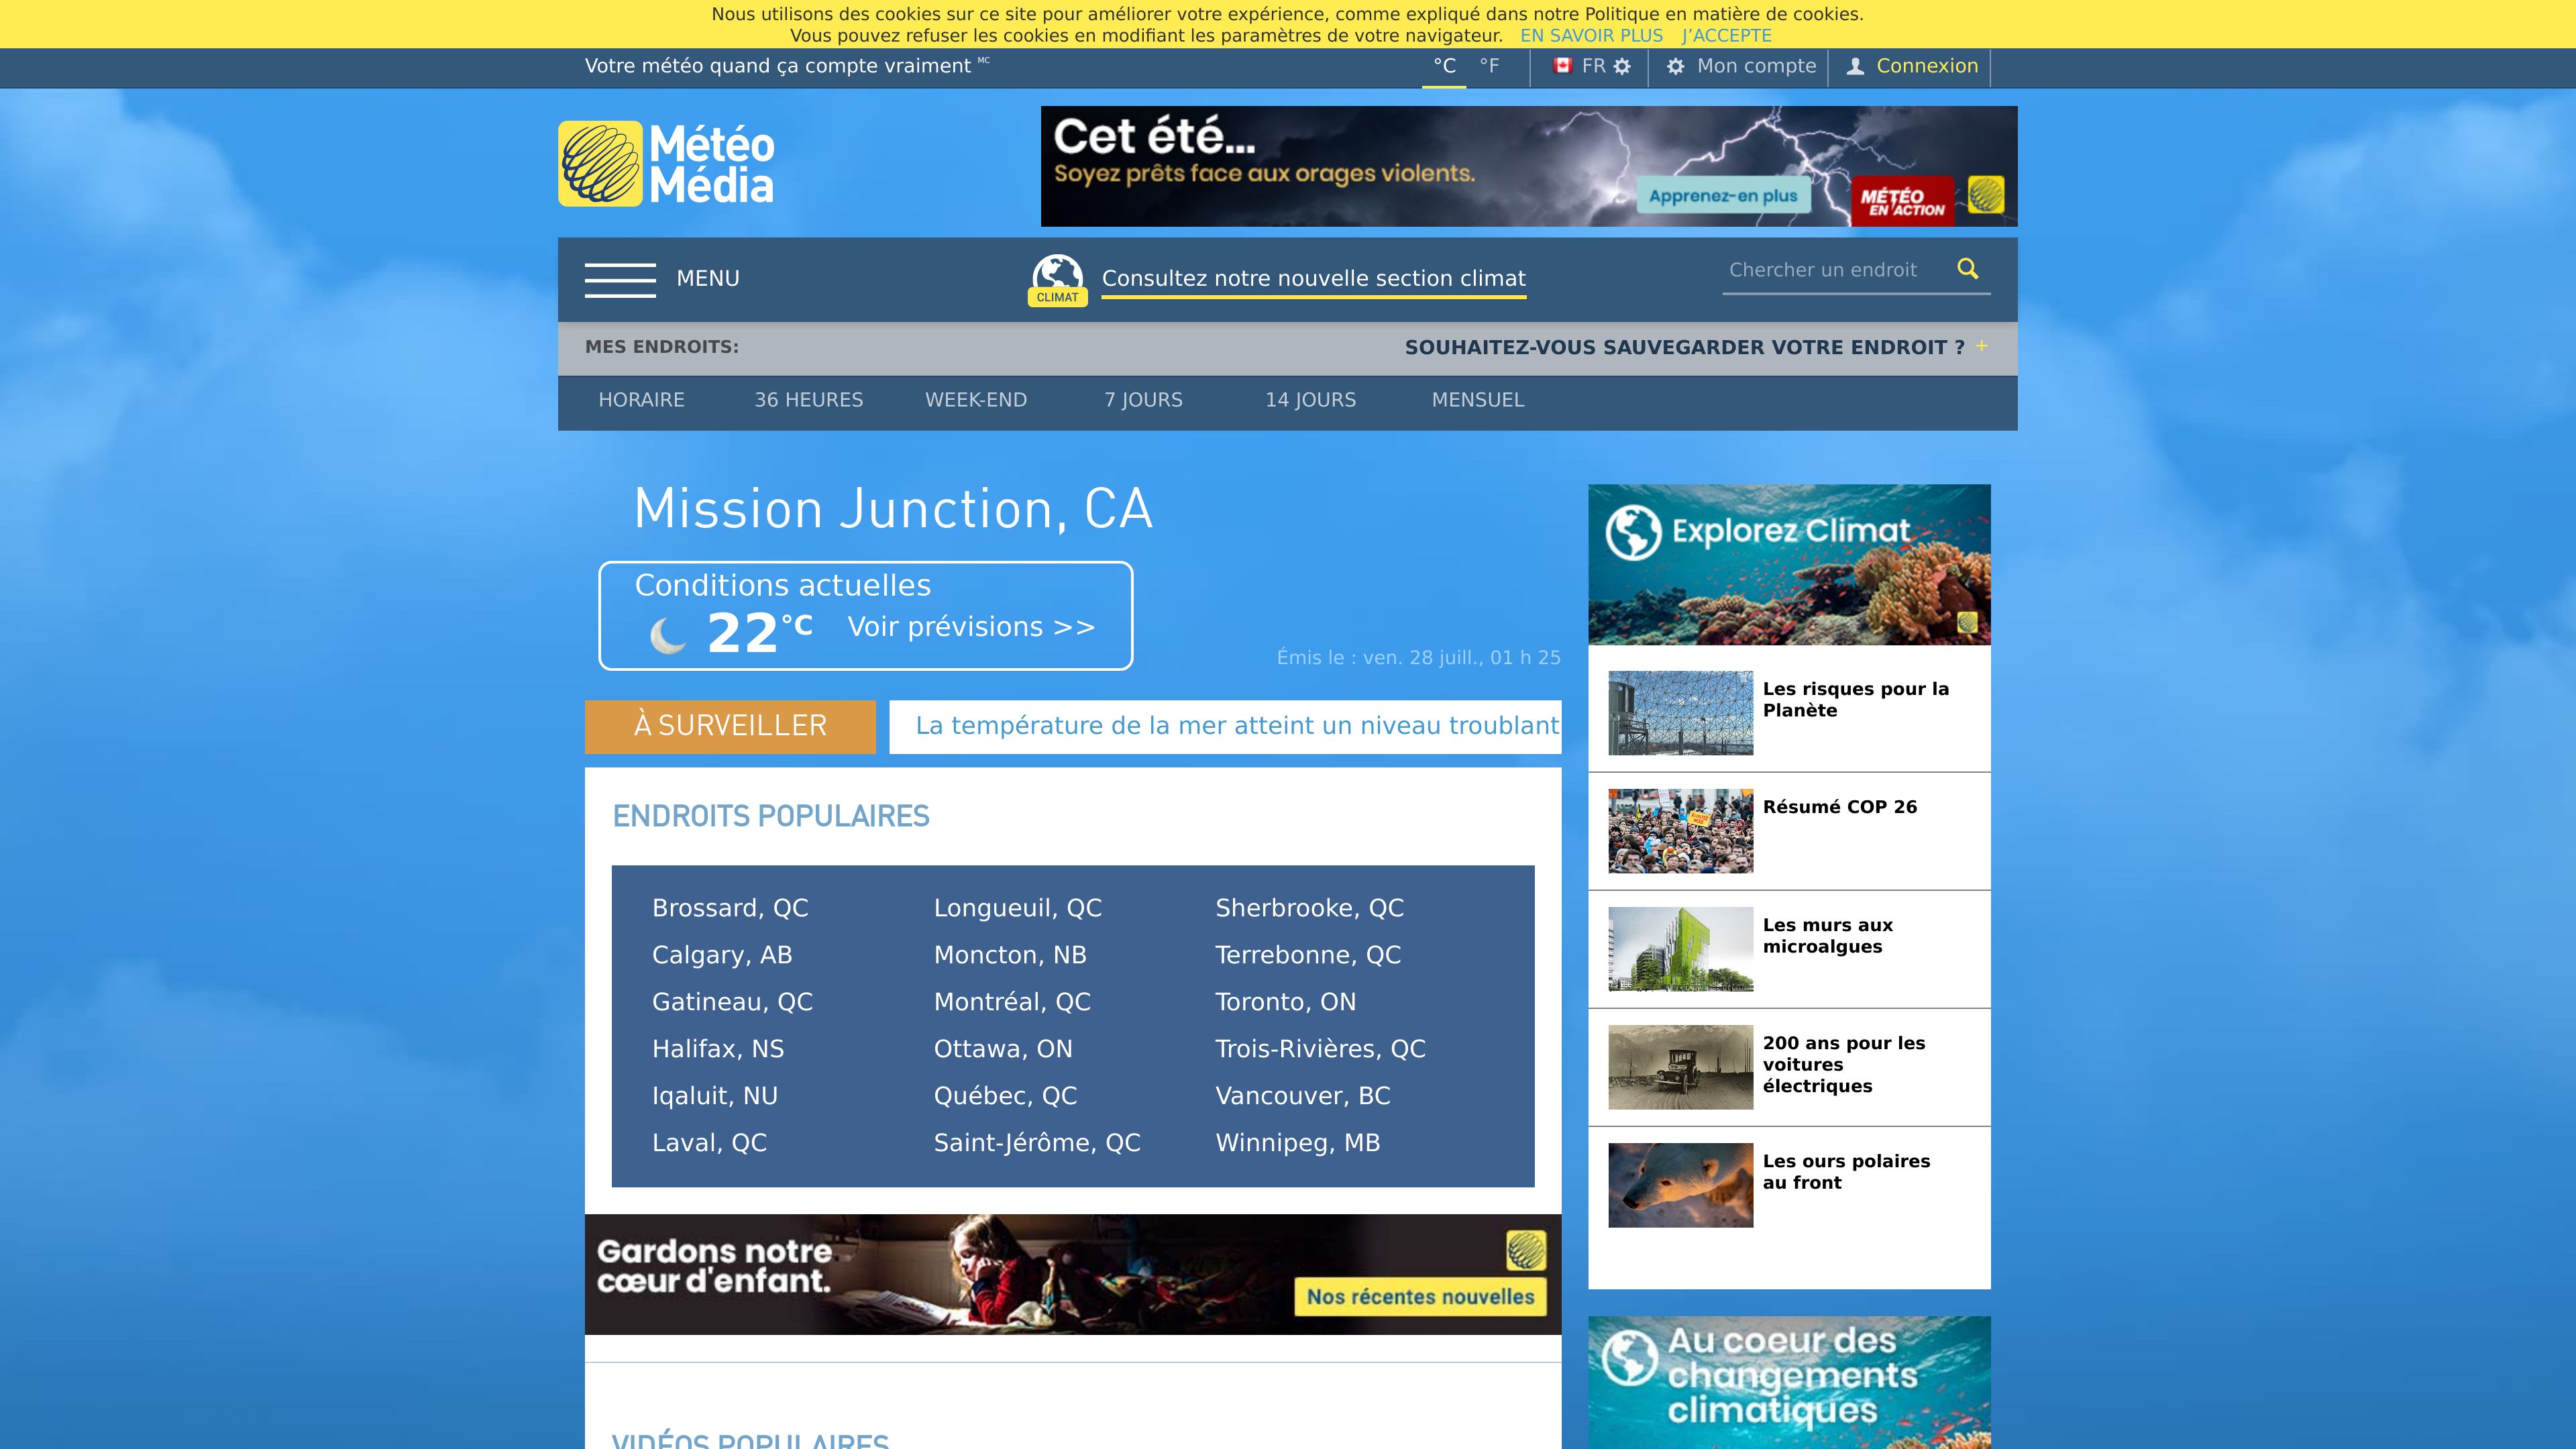 Nous utilisons des cookies sur ce site pour améliorer votre expérience, comme expliqué dans notre Politique en matière de cookies.
Vous pouvez refuser les cookies en modifiant les paramètres de votre navigateur. EN SAVOIR PLUS J’ACCEPTE
Votre météo quand ça compte vraiment MC
°C °F FR Mon compte Connexion
Météo
Média
Cet été...
Soyez prêts face aux orages violents.
Apprenez-en plus
MÉTÉO
EN ACTION
MENU
CLIMAT
Consultez notre nouvelle section climat
Chercher un endroit
MES ENDROITS:
SOUHAITEZ-VOUS SAUVEGARDER VOTRE ENDROIT ? +
HORAIRE 36 HEURES WEEK-END 7 JOURS 14 JOURS MENSUEL
Mission Junction, CA
Conditions actuelles
22°C Voir prévisions >>
Émis le : ven. 28 juill., 01 h 25
À SURVEILLER
La température de la mer atteint un niveau troublant
ENDROITS POPULAIRES
Brossard, QC Longueuil, QC Sherbrooke, QC
Calgary, AB Moncton, NB Terrebonne, QC
Gatineau, QC Montréal, QC Toronto, ON
Halifax, NS Ottawa, ON Trois-Rivières, QC
Iqaluit, NU Québec, QC Vancouver, BC
Laval, QC Saint-Jérôme, QC Winnipeg, MB
Gardons notre
cœur d'enfant.
Nos récentes nouvelles
VIDÉOS POPULAIRES
Explorez Climat
Les risques pour la
Planète
Résumé COP 26
Les murs aux
microalgues
200 ans pour les
voitures
électriques
Les ours polaires
au front
Au coeur des
changements
climatiques